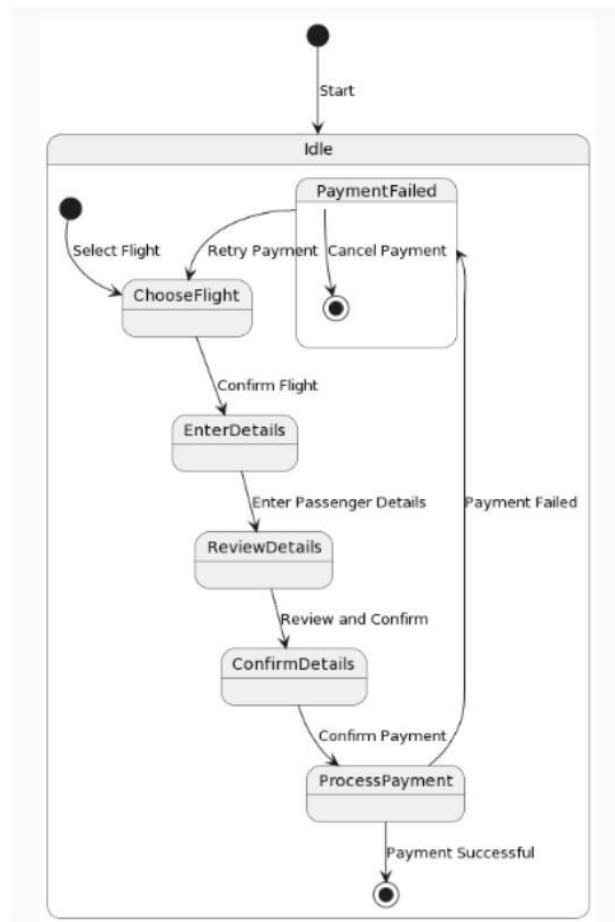 Start
Idle
PaymentFailed
Select Flight
Retry Payment
Cancel Payment
ChooseFlight
Confirm Flight
EnterDetails
Enter Passenger Details
Payment Failed
ReviewDetails
Review and Confirm
ConfirmDetails
Confirm Payment
ProcessPayment
Payment Successful